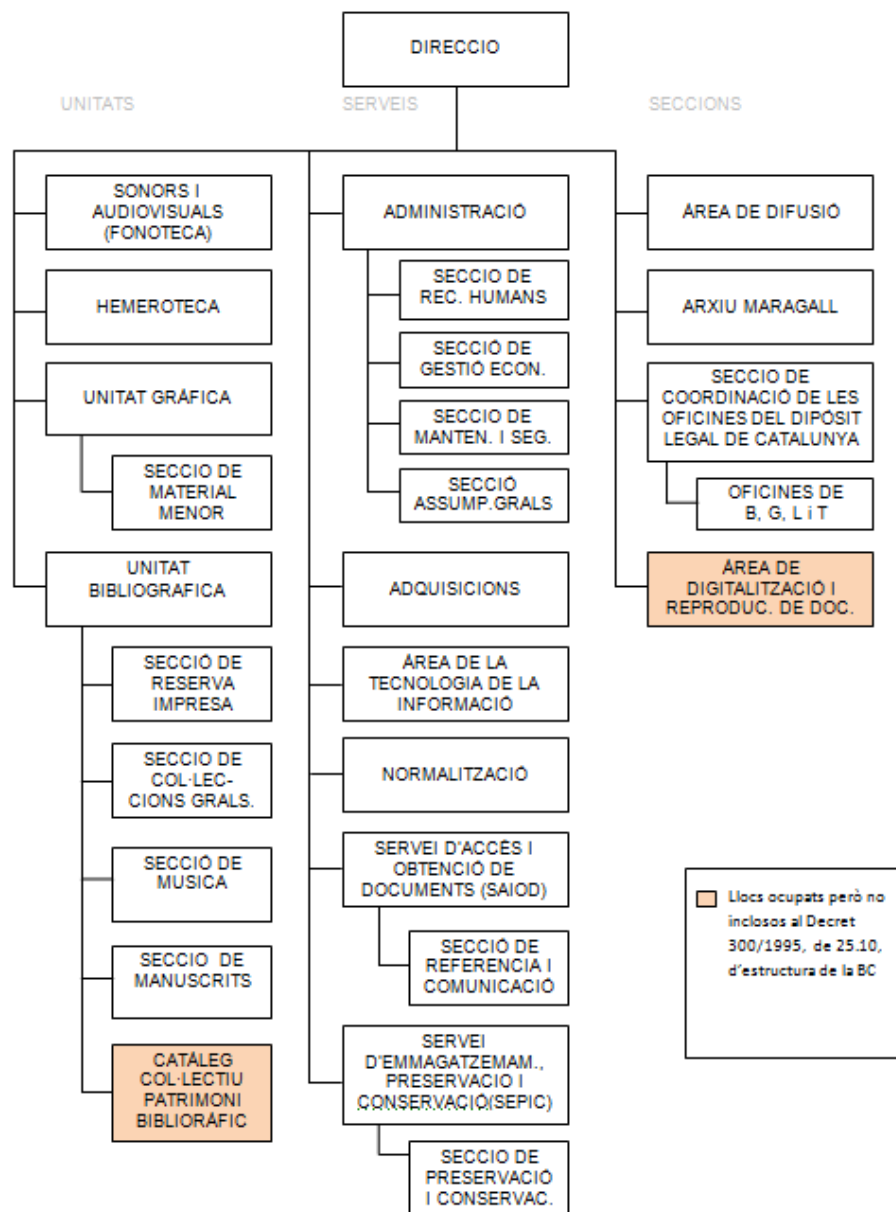 DIRECCIO
UNITATS
SERVEIS
SECCIONS
SONORS I
AUDIOVISUALS
(FONOTECA)
HEMEROTECA
UNITAT GRÀFICA
SECCIO DE
MATERIAL
MENOR
UNITAT
BIBLIOGRAFICA
SECCIÓ DE
RESERVA
IMPRESA
SECCIO DE
COL·LEC-
CIONS GRALS.
SECCIÓ DE
MUSICA
SECCIO DE
MANUSCRITS
CATÀLEG
COL·LECTIU
PATRIMONI
BIBLIORÀFIC
ADMINISTRACIÓ
SECCIO DE
REC. HUMANS
SECCIÓ DE
GESTIÓ ECON.
SECCIO DE
MANTEN. I SEG.
SECCIÓ
ASSUMP.GRALS
ADQUISICIONS
ÀREA DE LA
TECNOLOGIA DE LA
INFORMACIÓ
NORMALITZACIÓ
SERVEI D'ACCÈS I
OBTENCIÓ DE
DOCUMENTS (SAIOD)
SECCIÓ DE
REFERENCIA I
COMUNICACIÓ
SERVEI
D'EMMAGATZEMAM.,
PRESERVACIO I
CONSERVACIÓ(SEPIC)
SECCIO DE
PRESERVACIÓ
I CONSERVAC.
ÀREA DE DIFUSIÓ
ARXIU MARAGALL
SECCIO DE
COORDINACIÓ DE LES
OFICINES DEL DIPÒSIT
LEGAL DE CATALUNYA
OFICINES DE
B, G, L i T
ÀREA DE
DIGITALITZACIÓ I
REPRODUC. DE DOC.
Llocs ocupats però no
inclosos al Decret
300/1995, de 25.10,
d'estructura de la BC